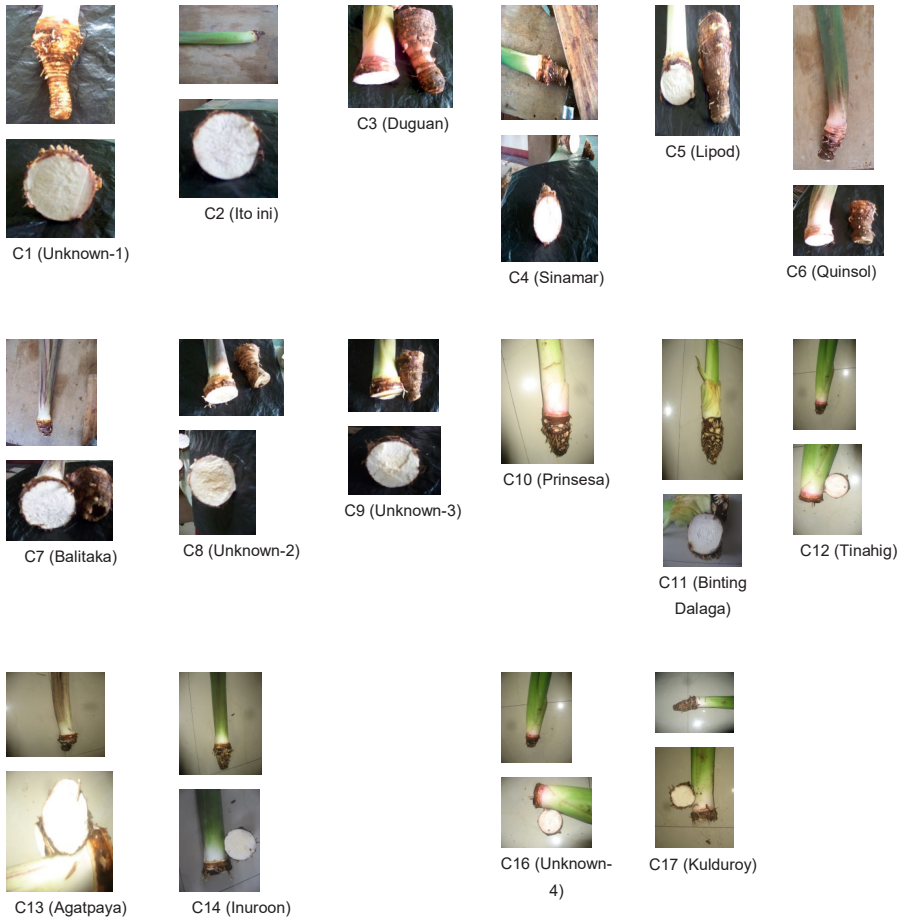 C1 (Unknown-1)
C2 (Ito ini)
C3 (Duguan)
C4 (Sinamar)
C5 (Lipod)
C6 (Quinsol)
C7 (Balitaka)
C8 (Unknown-2)
C9 (Unknown-3)
C10 (Prinsesa)
C11 (Binting
Dalaga)
C12 (Tinahig)
C13 (Agatpaya)
C14 (Inuroon)
C16 (Unknown-
4)
C17 (Kulduroy)